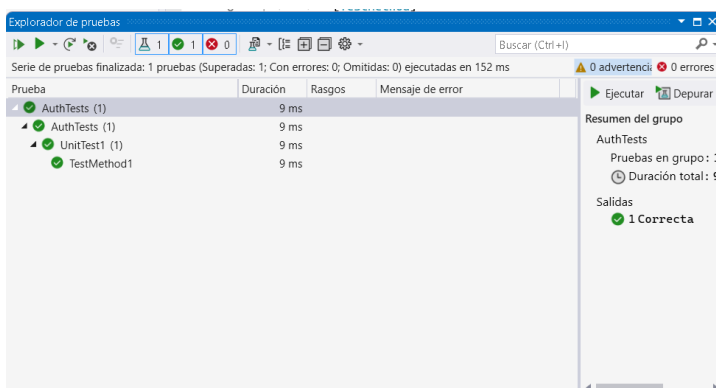 Explorador de pruebas
1 1 0 Buscar (Ctrl+I)
Serie de pruebas finalizada: 1 pruebas (Superadas: 1; Con errores: 0; Omitidas: 0) ejecutadas en 152 ms 0 advertencia 0 errores
Prueba Duración Rasgos Mensaje de error
AuthTests (1) 9 ms
AuthTests (1) 9 ms
UnitTest1 (1) 9 ms
TestMethod1 9 ms
Ejecutar Depurar
Resumen del grupo
AuthTests
Pruebas en grupo: 1
Duración total: 9
Salidas
1 Correcta